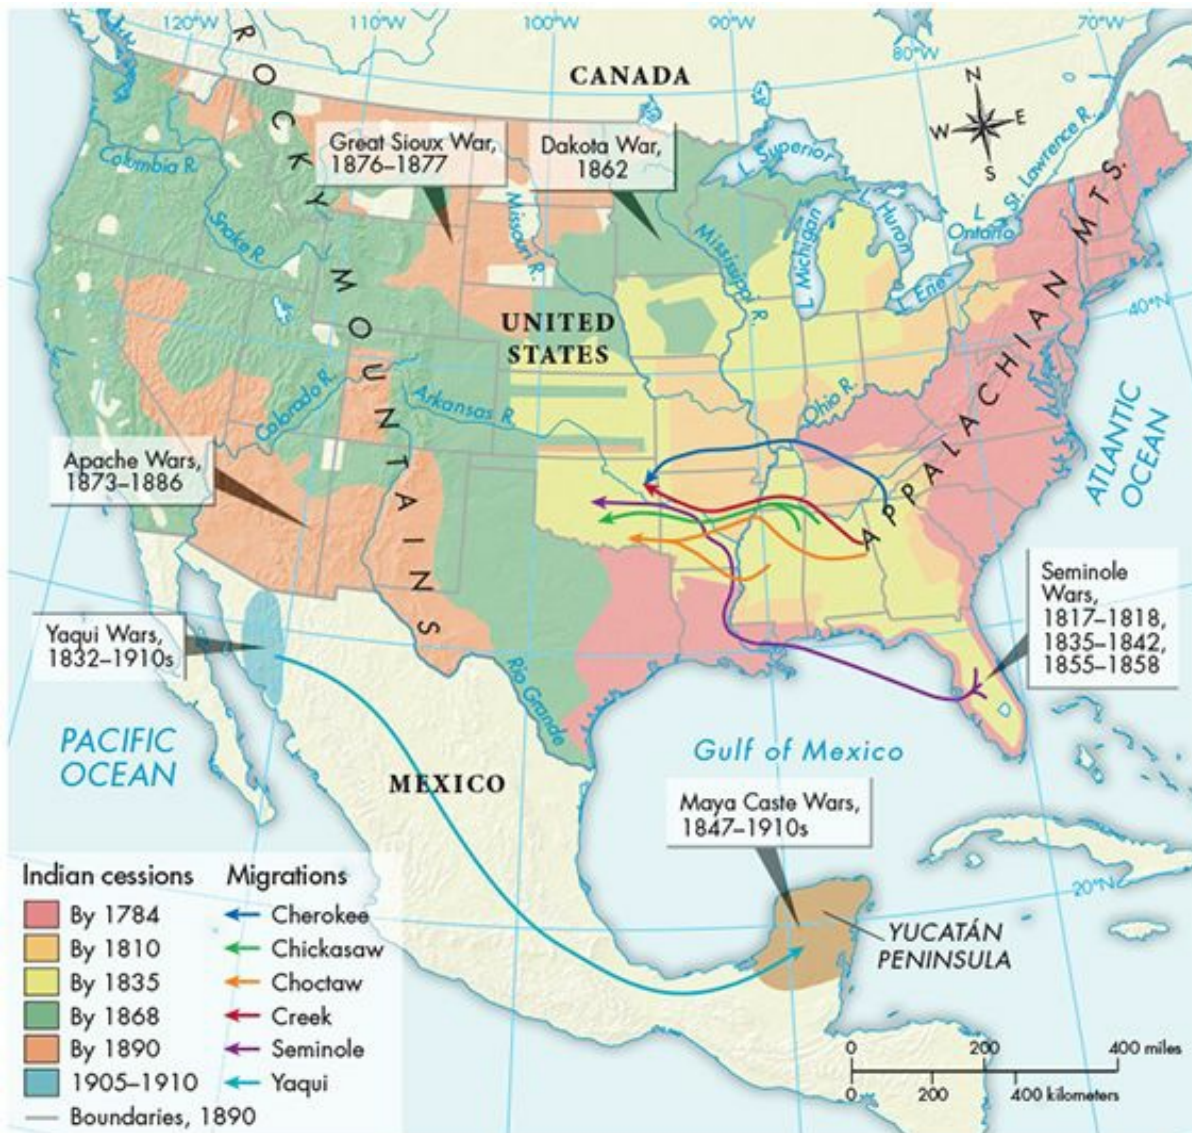 120°W
110°W
100°W
90°W
80°W
70°W
CANADA
N
W
E
S
ROCKY MOUNTAINS
Great Sioux War,
1876–1877
Dakota War,
1862
L. Superior
St. Lawrence R.
Columbia R.
Snake R.
Missouri R.
Mississippi R.
L. Michigan
L.
Huron
L.
Ontario
L. Erie
APPALACHIAN MTS.
40°N
UNITED
STATES
Colorado R.
Arkansas R.
Ohio R.
ATLANTIC
OCEAN
Apache Wars,
1873–1886
Seminole
Wars,
1817–1818,
1835–1842,
1855–1858
Yaqui Wars,
1832–1910s
Rio Grande
PACIFIC
OCEAN
Gulf of Mexico
MEXICO
Maya Caste Wars,
1847–1910s
20°N
YUCATÁN
PENINSULA
Indian cessions
By 1784
By 1810
By 1835
By 1868
By 1890
1905–1910
Boundaries, 1890
Migrations
Cherokee
Chickasaw
Choctaw
Creek
Seminole
Yaqui
0 200 400 miles
0 200 400 kilometers